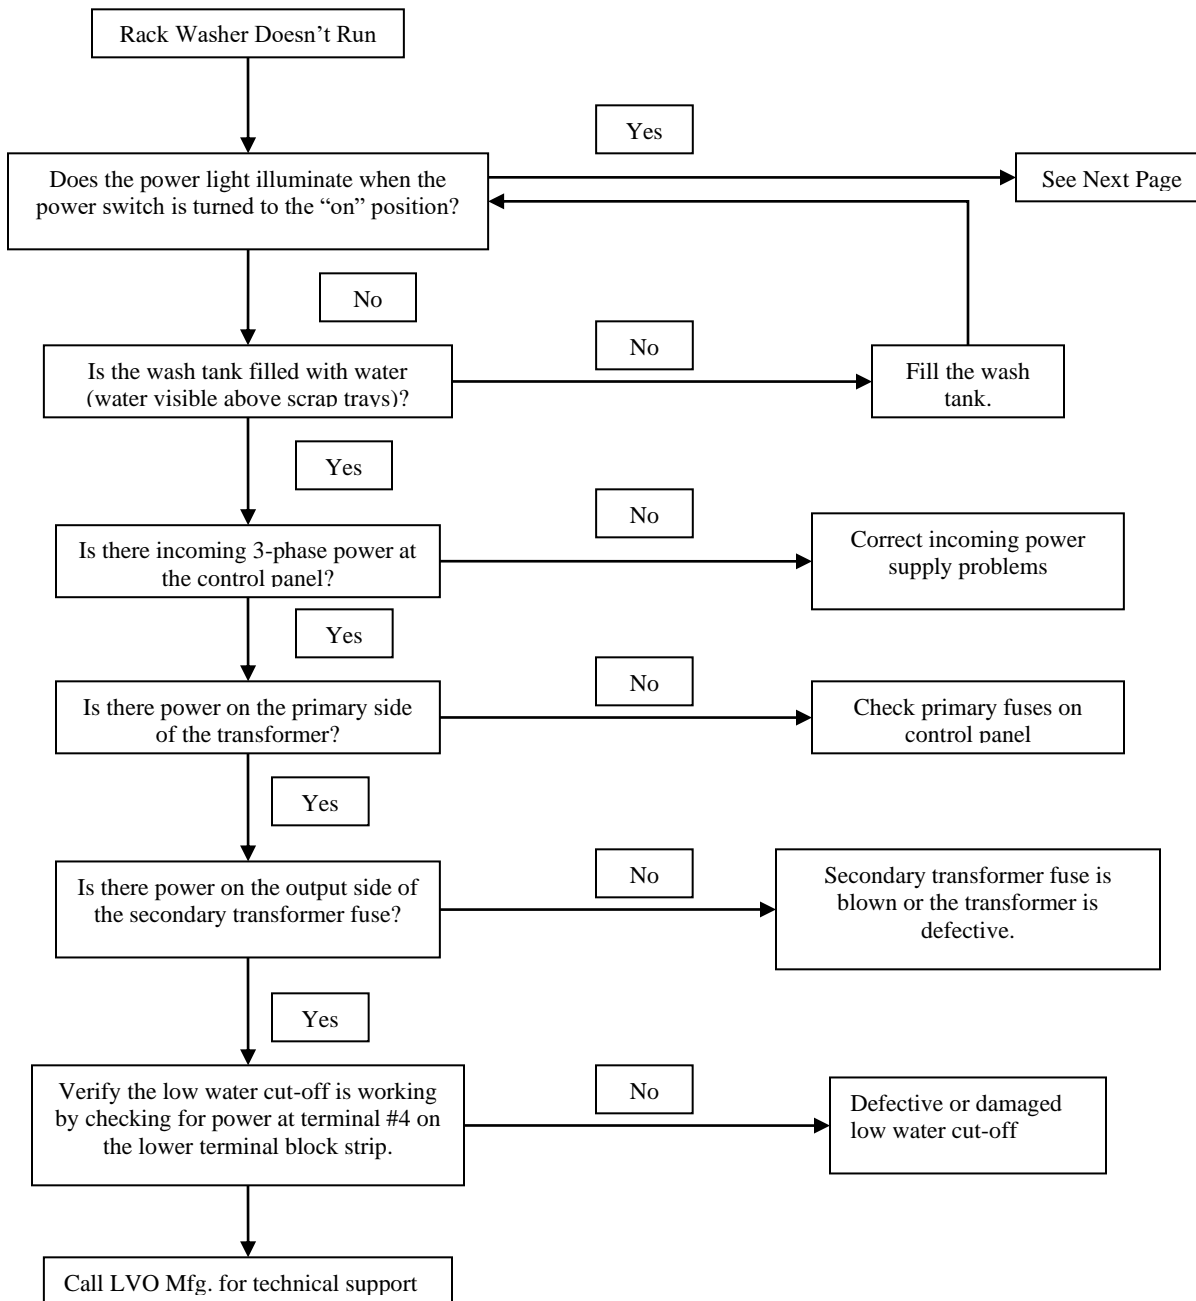 Rack Washer Doesn’t Run
Yes
Does the power light illuminate when the
power switch is turned to the “on” position?
See Next Page
No
Is the wash tank filled with water
(water visible above scrap trays)?
No
Fill the wash
tank.
Yes
Is there incoming 3-phase power at
the control panel?
No
Correct incoming power
supply problems
Yes
Is there power on the primary side
of the transformer?
No
Check primary fuses on
control panel
Yes
Is there power on the output side of
the secondary transformer fuse?
No
Secondary transformer fuse is
blown or the transformer is
defective.
Yes
Verify the low water cut-off is working
by checking for power at terminal #4 on
the lower terminal block strip.
No
Defective or damaged
low water cut-off
Call LVO Mfg. for technical support